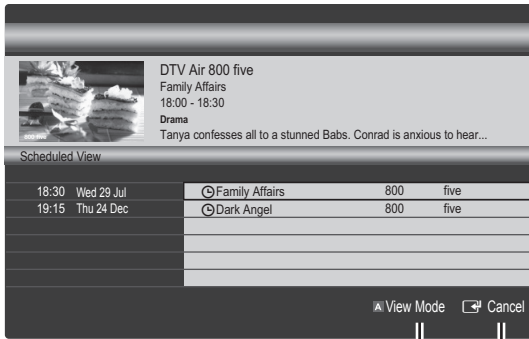 DTV Air 800 five
Family Affairs
18:00 - 18:30
Drama
Tanya confesses all to a stunned Babs. Conrad is anxious to hear...
800 five
Scheduled View
18:30 Wed 29 Jul Family Affairs 800 five
19:15 Thu 24 Dec Dark Angel 800 five
A View Mode Cancel